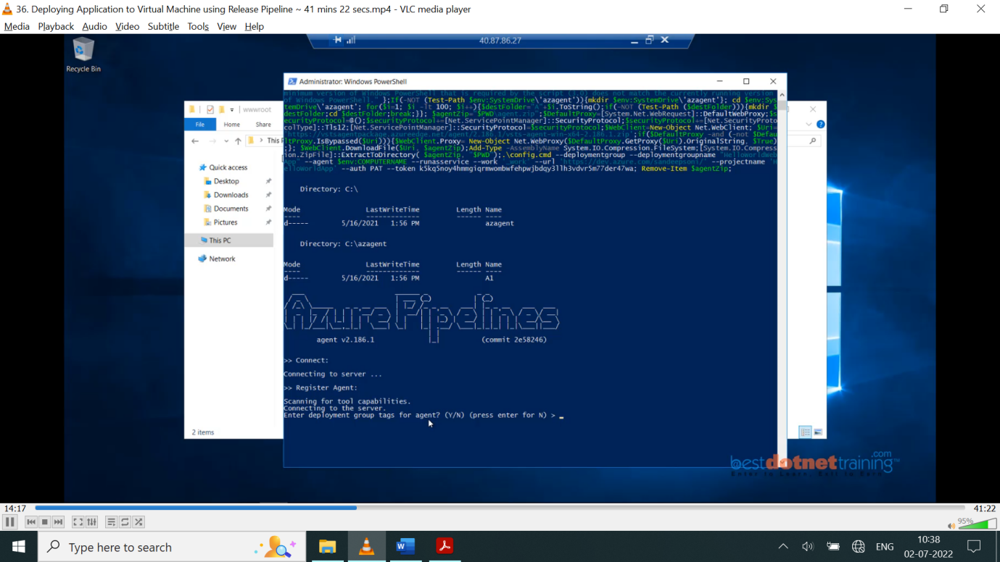 36. Deploying Application to Virtual Machine using Release Pipeline ~ 41 mins 22 secs.mp4 - VLC media player
Media Playback Audio Video Subtitle Tools View Help
40.87.86.27
Recycle Bin
Administrator: Windows PowerShell
wwwroot
File Home Share
This P
Quick access
Desktop
Downloads
Documents
Pictures
This PC
Network
2 items
minimum version of Windows PowerShell that is required by the script (3.0) does not match the currently running version
of Windows PowerShell." };If(-NOT (Test-Path $env:SystemDrive\'azagent')){mkdir $env:SystemDrive\'azagent'}; cd $env:Sys
temDrive\'azagent'; for($i=1; $i -lt 100; $i++){$destFolder="A"+$i.ToString();if(-NOT (Test-Path ($destFolder))){mkdir $
destFolder;cd $destFolder;break;}}; $agentZip="$PWD\agent.zip";$DefaultProxy=[System.Net.WebRequest]::DefaultWebProxy;$s
ecurityProtocol=@();$securityProtocol+=[Net.ServicePointManager]::SecurityProtocol;$securityProtocol+=[Net.SecurityProto
colType]::Tls12;[Net.ServicePointManager]::SecurityProtocol=$securityProtocol;$WebClient=New-Object Net.WebClient; $Uri=
'https://vstsagentpackage.azureedge.net/agent/2.186.1/vsts-agent-win-x64-2.186.1.zip';if($DefaultProxy -and (-not $Defau
ltProxy.IsBypassed($Uri))){$WebClient.Proxy= New-Object Net.WebProxy($DefaultProxy.GetProxy($Uri).OriginalString, $True)
;}; $WebClient.DownloadFile($Uri, $agentZip);Add-Type -AssemblyName System.IO.Compression.FileSystem;[System.IO.Compress
ion.ZipFile]::ExtractToDirectory( $agentZip, "$PWD");.\config.cmd --deploymentgroup --deploymentgroupname "HelloWorldWeb
App" --agent $env:COMPUTERNAME --runasservice --work '_work' --url 'https://dev.azure.com/sandeepsoni/' --projectname 'H
elloWorldApp' --auth PAT --token k5kq5noy4hmmgiqrmwombwfehpwjbdqy3llh3vdvr5m77der47wa; Remove-Item $agentZip;
Directory: C:\
Mode LastWriteTime Length Name
---- ------------- ------ ----
d----- 5/16/2021 1:56 PM azagent
Directory: C:\azagent
Mode LastWriteTime Length Name
---- ------------- ------ ----
d----- 5/16/2021 1:56 PM A1
Azure Pipelines
agent v2.186.1 (commit 2e58246)
>> Connect:
Connecting to server ...
>> Register Agent:
Scanning for tool capabilities.
Connecting to the server.
Enter deployment group tags for agent? (Y/N) (press enter for N) > _
bestdotnettraining.com
14:17 41:22
95%
Type here to search
ENG
10:38
02-07-2022